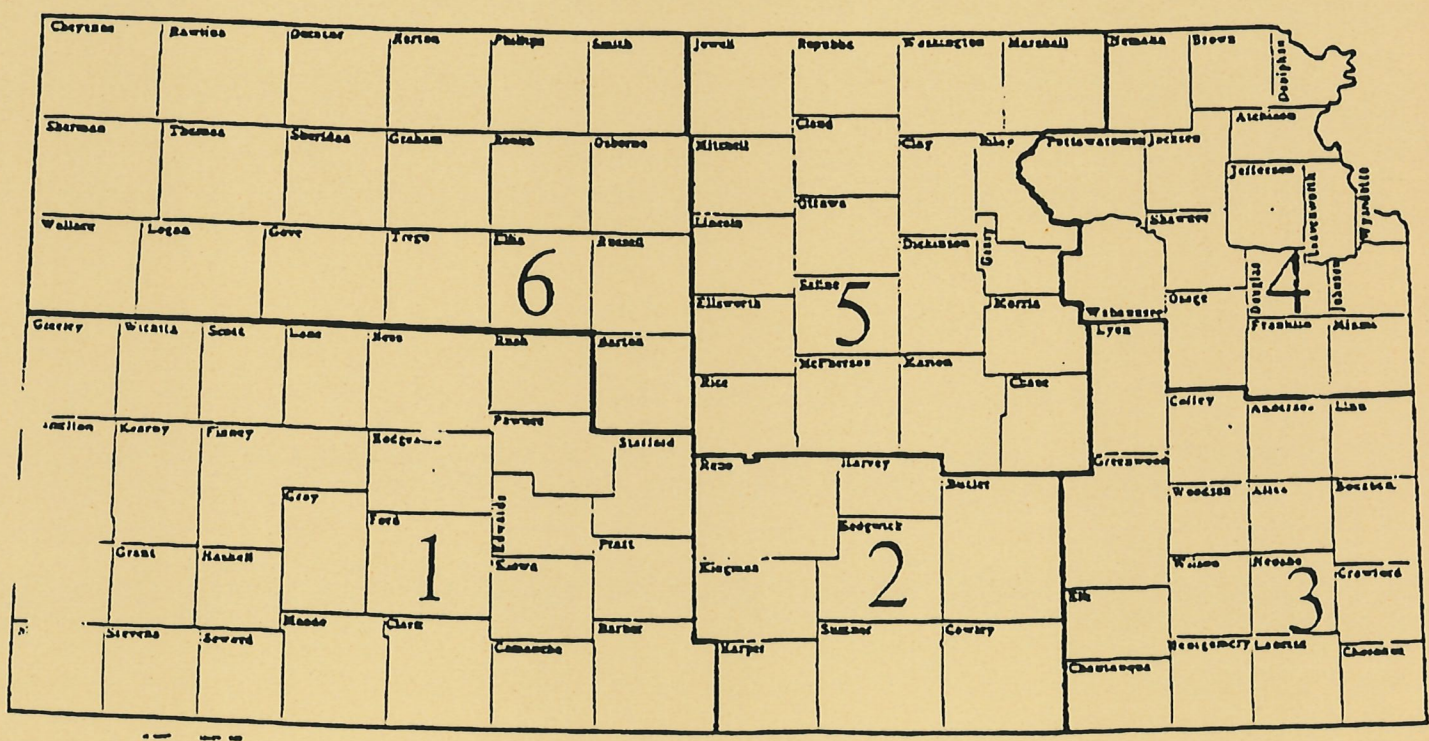 Cheyenne Rawlins Decatur Norton Phillips Smith Jewell Republic Washington Marshall Nemaha Brown Doniphan
Atchison
Sherman Thomas Sheridan Graham Rooks Osborne Mitchell Cloud Clay Riley Pottawatomie Jackson
Jefferson Leavenworth Wyandotte
Wallace Logan Gove Trego Ellis Russell Lincoln Ottawa Dickinson Geary Shawnee
6 5 4
Ellsworth Saline Morris Wabaunsee Osage Douglas Johnson
Greeley Wichita Scott Lane Ness Rush Barton Lyon Franklin Miami
Rice McPherson Marion Chase
Kearny Finney Pawnee Stafford Coffey Anderson Linn
Reno Harvey Greenwood
Gray Butler Woodson Allen Bourbon
Ford Edwards Sedgwick
1 2 3
Grant Haskell Kiowa Pratt Kingman Wilson Neosho Crawford
Elk
Stevens Seward Meade Clark Comanche Barber Harper Sumner Cowley
Chautauqua Montgomery Labette Cherokee